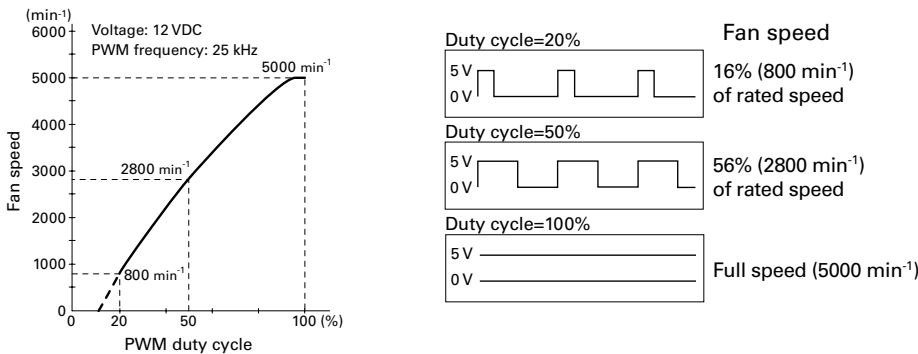 (min⁻¹)
6000
5000
4000
3000
2000
1000
0
Fan speed
Voltage: 12 VDC
PWM frequency: 25 kHz
5000 min⁻¹
2800 min⁻¹
800 min⁻¹
0 20 50 100 (%)
PWM duty cycle
Fan speed
Duty cycle=20%
5 V
0 V
16% (800 min⁻¹)
of rated speed
Duty cycle=50%
5 V
0 V
56% (2800 min⁻¹)
of rated speed
Duty cycle=100%
5 V
0 V
Full speed (5000 min⁻¹)